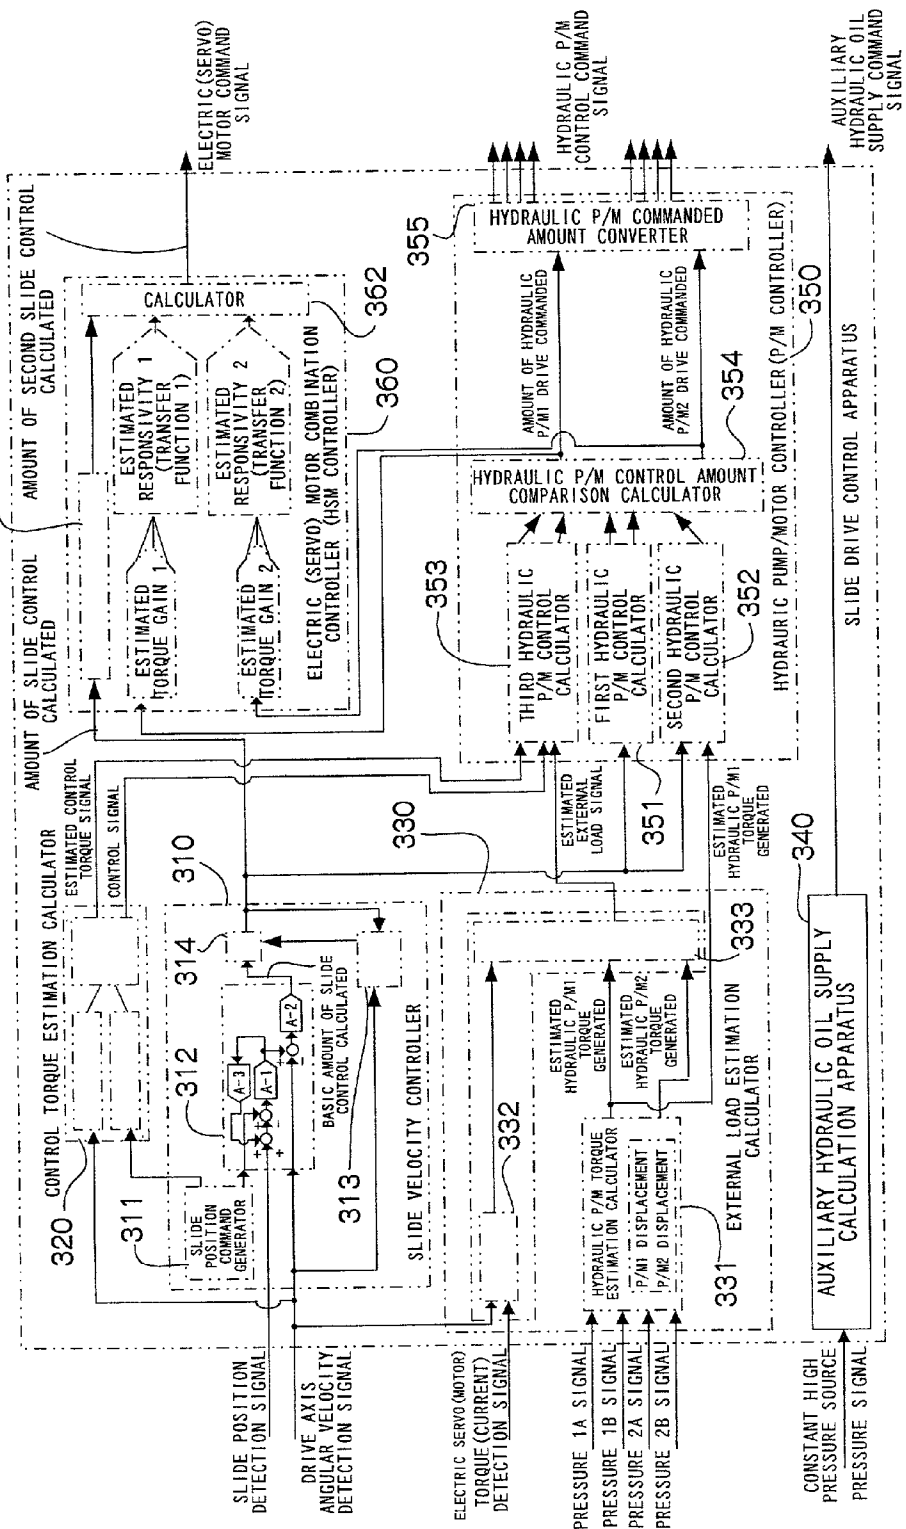 ELECTRIC(SERVO)
MOTOR COMMAND
SIGNAL
HYDRAULIC P/M
CONTROL COMMAND
SIGNAL
AUXILIARY
HYDRAULIC OIL
SUPPLY COMMAND
SIGNAL
AMOUNT OF SECOND SLIDE CONTROL
CALCULATED
AMOUNT OF SLIDE CONTROL
CALCULATED
CALCULATOR
362
ESTIMATED
RESPONSIVITY 1
(TRANSFER
FUNCTION 1)
ESTIMATED
RESPONSIVITY 2
(TRANSFER
FUNCTION 2)
ESTIMATED
TORQUE GAIN 1
ESTIMATED
TORQUE GAIN 2
ELECTRIC (SERVO) MOTOR COMBINATION
CONTROLLER (HSM CONTROLLER)
360
355
HYDRAULIC P/M COMMANDED
AMOUNT CONVERTER
AMOUNT OF HYDRAULIC
P/M1 DRIVE COMMANDED
AMOUNT OF HYDRAULIC
P/M2 DRIVE COMMANDED
354
HYDRAULIC P/M CONTROL AMOUNT
COMPARISON CALCULATOR
353
THIRD HYDRAULIC
P/M CONTROL
CALCULATOR
FIRST HYDRAULIC
P/M CONTROL
CALCULATOR
SECOND HYDRAULIC
P/M CONTROL
CALCULATOR
352
351
HYDRAURIC PUMP/MOTOR CONTROLLER(P/M CONTROLLER)
350
SLIDE DRIVE CONTROL APPARATUS
CONTROL TORQUE ESTIMATION CALCULATOR
ESTIMATED CONTROL
TORQUE SIGNAL
CONTROL SIGNAL
320
310
311
SLIDE
POSITION
COMMAND
GENERATOR
312
A-3
A-1
A-2
+
+
+
314
BASIC AMOUNT OF SLIDE
CONTROL CALCULATED
313
SLIDE VELOCITY CONTROLLER
330
ESTIMATED
EXTERNAL
LOAD SIGNAL
ESTIMATED
HYDRAULIC P/M1
TORQUE
GENERATED
333
332
ESTIMATED
HYDRAULIC P/M1
TORQUE
GENERATED
ESTIMATED
HYDRAULIC P/M2
TORQUE
GENERATED
HYDRAULIC P/M TORQUE
ESTIMATION CALCULATOR
P/M1 DISPLACEMENT
P/M2 DISPLACEMENT
331
EXTERNAL LOAD ESTIMATION
CALCULATOR
340
AUXILIARY HYDRAULIC OIL SUPPLY
CALCULATION APPARATUS
SLIDE POSITION
DETECTION SIGNAL
DRIVE AXIS
ANGULAR VELOCITY
DETECTION SIGNAL
ELECTRIC SERVO(MOTOR)
TORQUE(CURRENT)
DETECTION SIGNAL
PRESSURE 1A SIGNAL
PRESSURE 1B SIGNAL
PRESSURE 2A SIGNAL
PRESSURE 2B SIGNAL
CONSTANT HIGH
PRESSURE SOURCE
PRESSURE SIGNAL